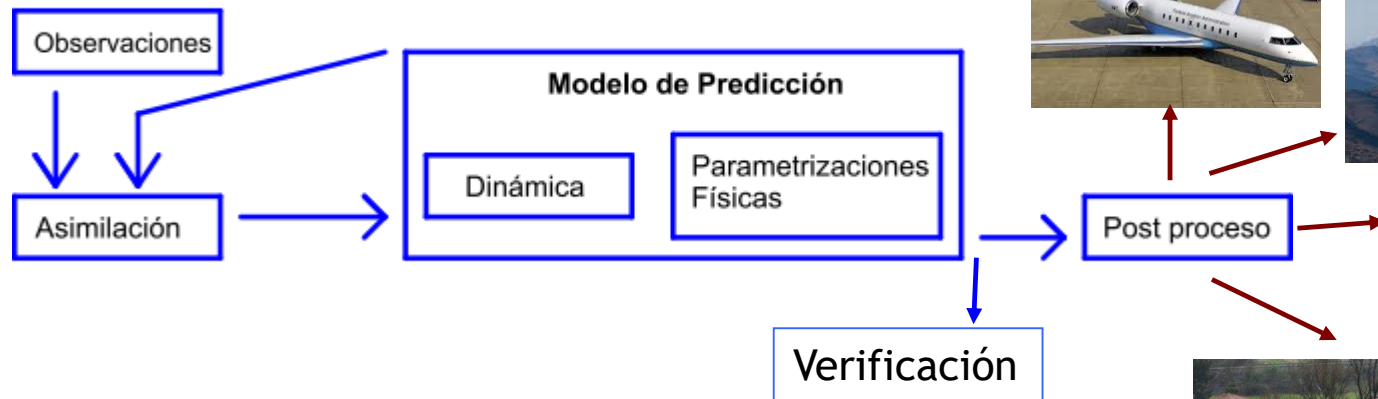 Observaciones
Modelo de Predicción
Dinámica
Parametrizaciones
Físicas
Asimilación
Post proceso
Verificación